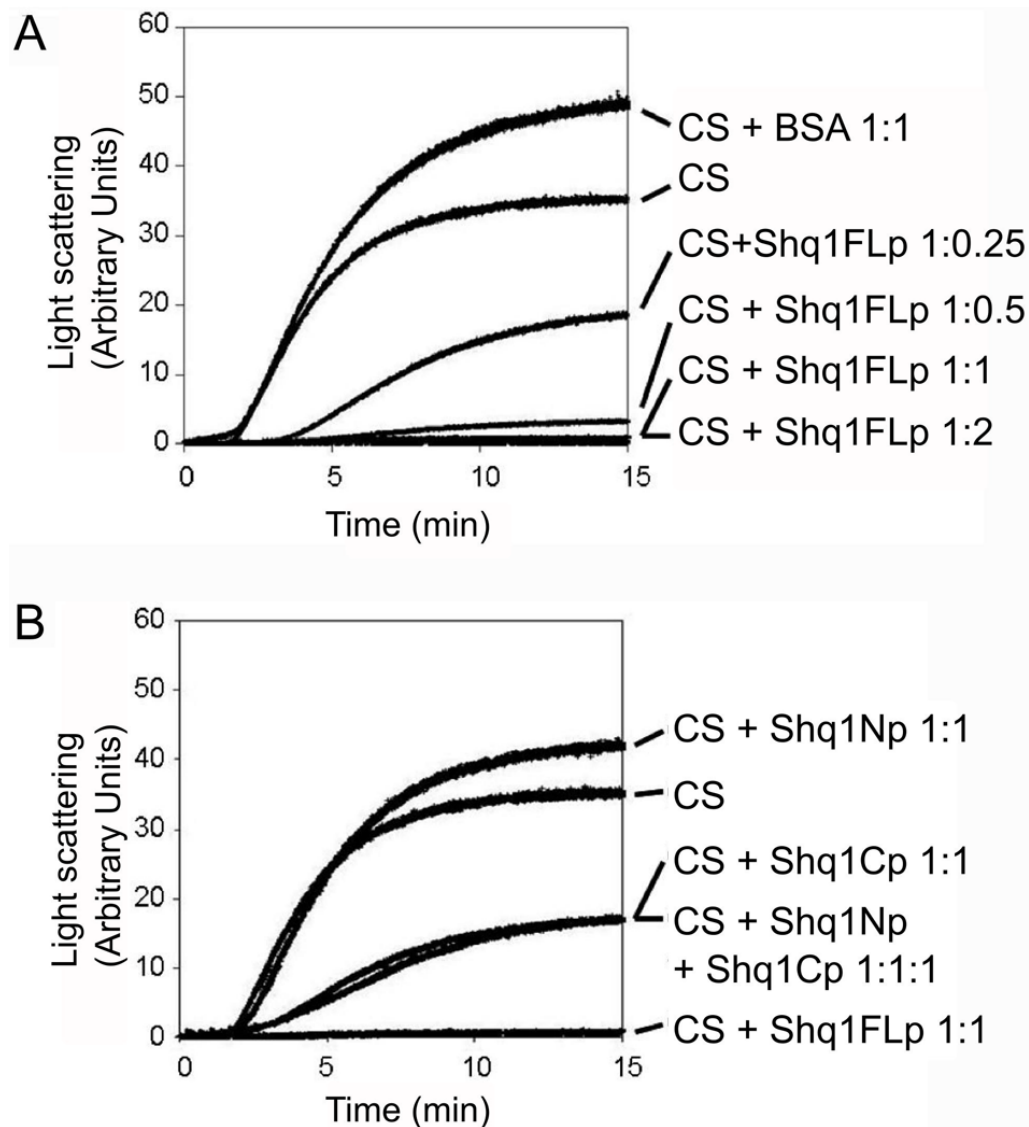 A
Light scattering
(Arbitrary Units)
60
50
40
30
20
10
0
0 5 10 15
Time (min)
CS + BSA 1:1
CS
CS+Shq1FLp 1:0.25
CS + Shq1FLp 1:0.5
CS + Shq1FLp 1:1
CS + Shq1FLp 1:2
B
Light scattering
(Arbitrary Units)
60
50
40
30
20
10
0
0 5 10 15
Time (min)
CS + Shq1Np 1:1
CS
CS + Shq1Cp 1:1
CS + Shq1Np
+ Shq1Cp 1:1:1
CS + Shq1FLp 1:1